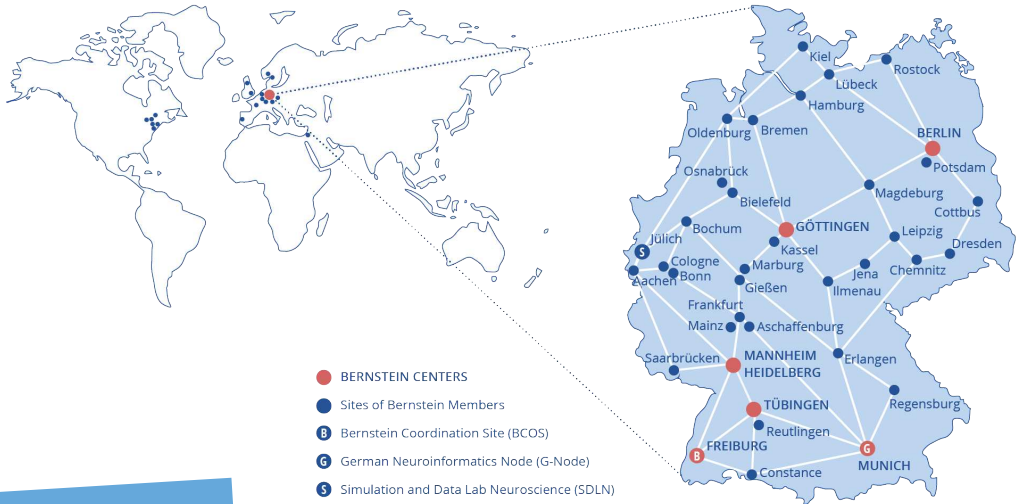 Kiel
Rostock
Lübeck
Hamburg
Oldenburg
Bremen
BERLIN
Potsdam
Osnabrück
Magdeburg
Bielefeld
Cottbus
Bochum
GÖTTINGEN
Leipzig
S
Jülich
Kassel
Dresden
Cologne
Marburg
Chemnitz
Aachen
Bonn
Jena
Gießen
Ilmenau
Frankfurt
Mainz
Aschaffenburg
Saarbrücken
MANNHEIM
HEIDELBERG
Erlangen
TÜBINGEN
Regensburg
Reutlingen
FREIBURG
B
G
MUNICH
Constance
BERNSTEIN CENTERS
Sites of Bernstein Members
B Bernstein Coordination Site (BCOS)
G German Neuroinformatics Node (G-Node)
S Simulation and Data Lab Neuroscience (SDLN)